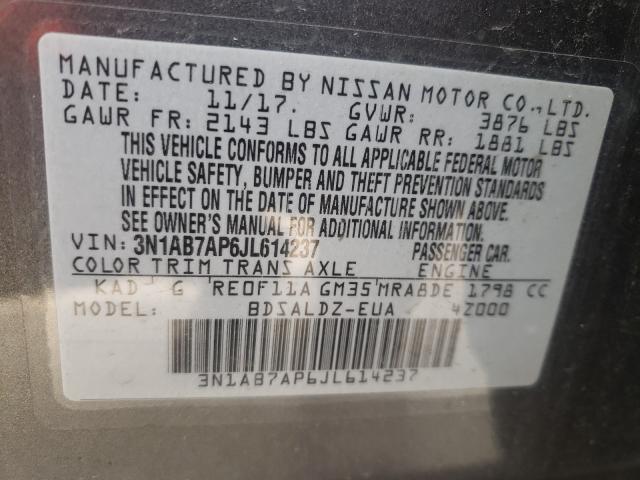 MANUFACTURED BY NISSAN MOTOR CO.,LTD.
DATE: 11/17. GVWR: 3876 LBS
GAWR FR: 2143 LBS GAWR RR: 1881 LBS
THIS VEHICLE CONFORMS TO ALL APPLICABLE FEDERAL MOTOR
VEHICLE SAFETY, BUMPER AND THEFT PREVENTION STANDARDS
IN EFFECT ON THE DATE OF MANUFACTURE SHOWN ABOVE.
SEE OWNER'S MANUAL FOR ADDITIONAL INFORMATION.
VIN: 3N1AB7AP6JL614237 PASSENGER CAR.
COLOR TRIM TRANS AXLE ENGINE
KAD G RE0F11A GM35 MRA8DE 1798 CC
MODEL: BDSALDZ-EUA 4Z000
3N1AB7AP6JL614237